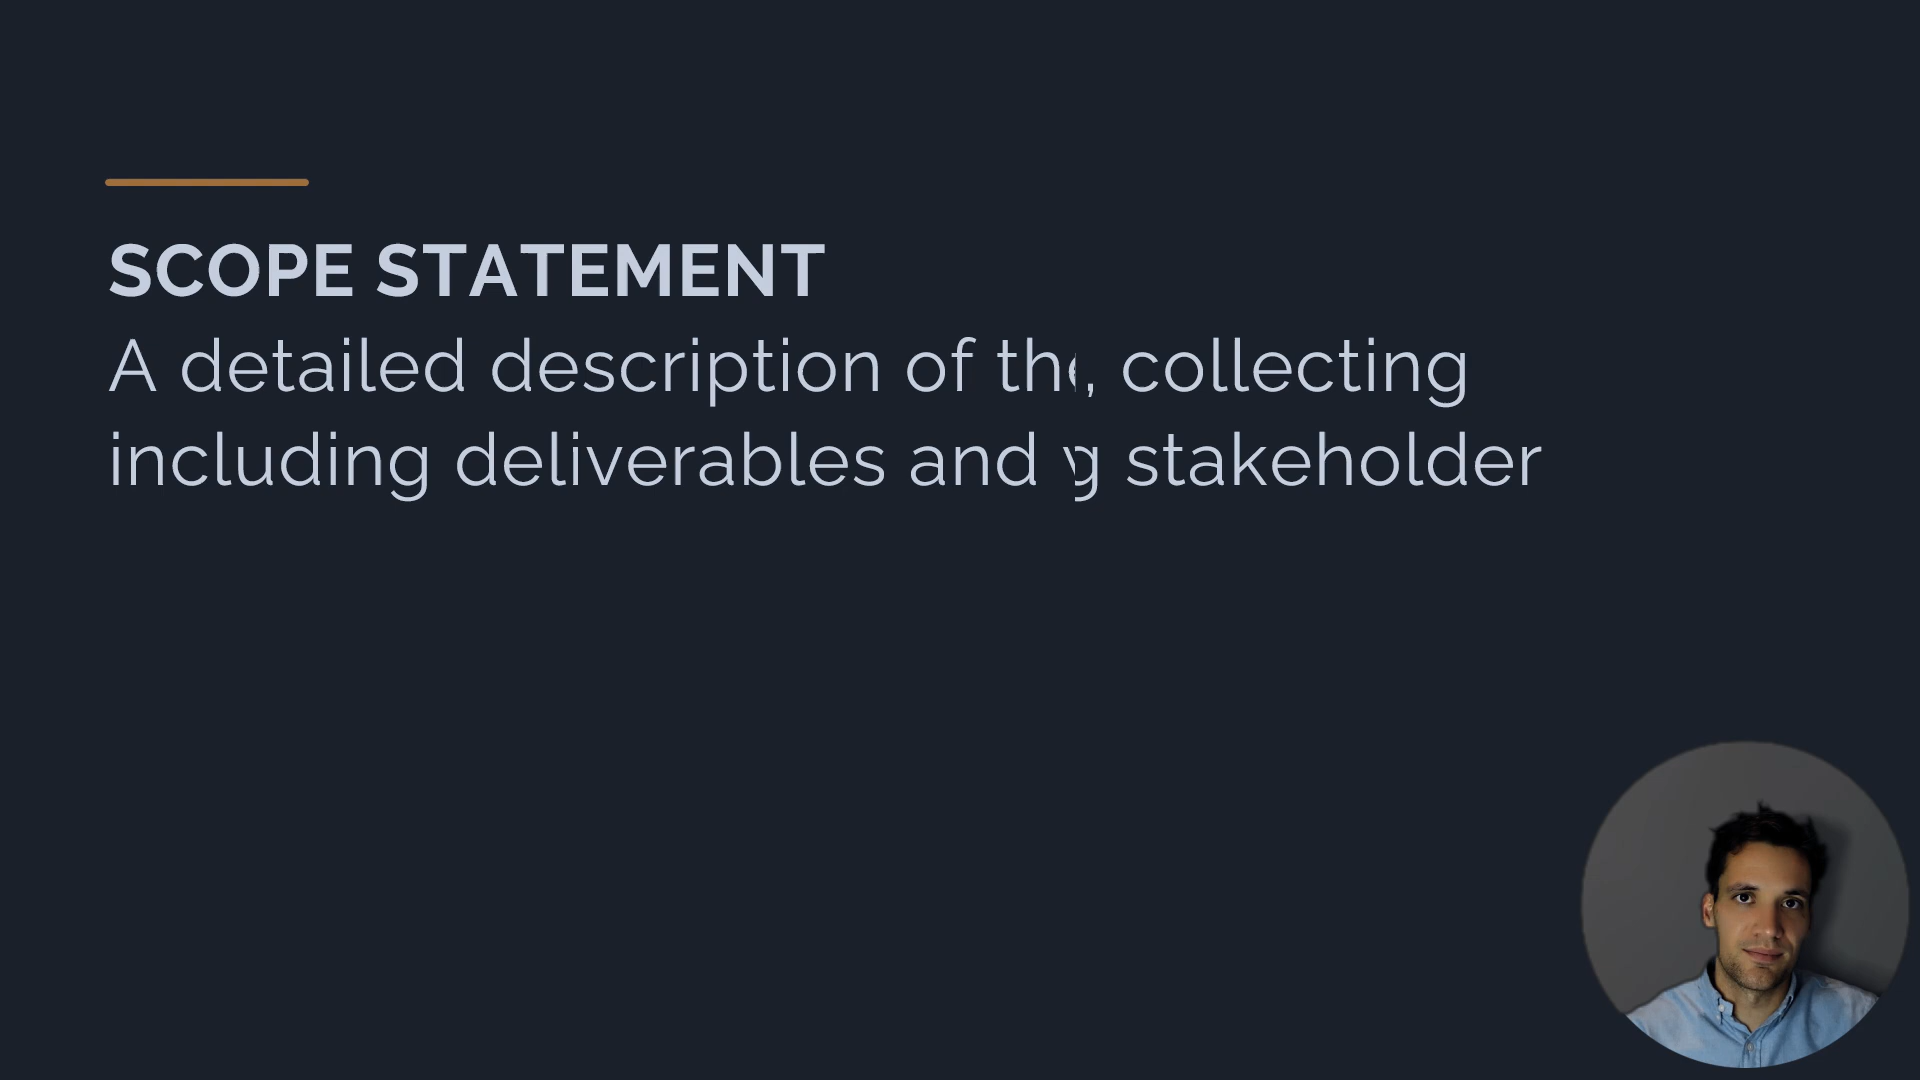 SCOPE STATEMENT
A detailed description of the, collecting
including deliverables and g stakeholder